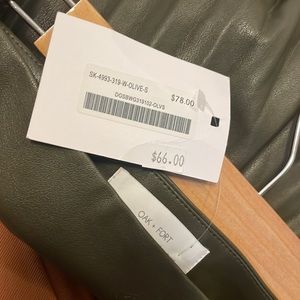 SK-4993-319-W-OLIVE-S
$78.00
DGSBWG319102-OLVS
$66.00
OAK + FORT